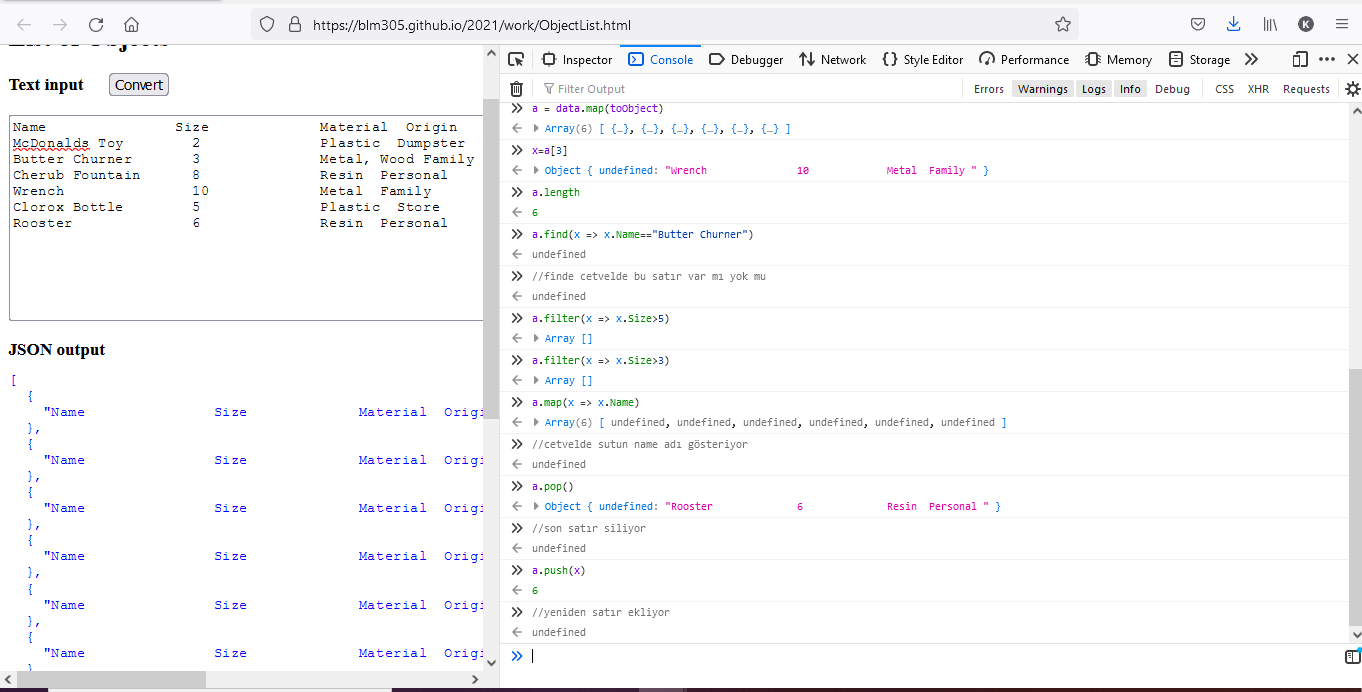 https://blm305.github.io/2021/work/ObjectList.html
K
List of Objects
Text input Convert
Name Size Material Origin
McDonalds Toy 2 Plastic Dumpster
Butter Churner 3 Metal, Wood Family
Cherub Fountain 8 Resin Personal
Wrench 10 Metal Family
Clorox Bottle 5 Plastic Store
Rooster 6 Resin Personal
JSON output
[
{
"Name Size Material Origi
},
{
"Name Size Material Origi
},
{
"Name Size Material Origi
},
{
"Name Size Material Origi
},
{
"Name Size Material Origi
},
{
"Name Size Material Origi
}
Inspector Console Debugger Network Style Editor Performance Memory Storage
Filter Output Errors Warnings Logs Info Debug CSS XHR Requests
a = data.map(toObject)
Array(6) [ {…}, {…}, {…}, {…}, {…}, {…} ]
x=a[3]
Object { undefined: "Wrench 10 Metal Family " }
a.length
6
a.find(x => x.Name=="Butter Churner")
undefined
//finde cetvelde bu satır var mı yok mu
undefined
a.filter(x => x.Size>5)
Array []
a.filter(x => x.Size>3)
Array []
a.map(x => x.Name)
Array(6) [ undefined, undefined, undefined, undefined, undefined, undefined ]
//cetvelde sutun name adı gösteriyor
undefined
a.pop()
Object { undefined: "Rooster 6 Resin Personal " }
//son satır siliyor
undefined
a.push(x)
6
//yeniden satır ekliyor
undefined